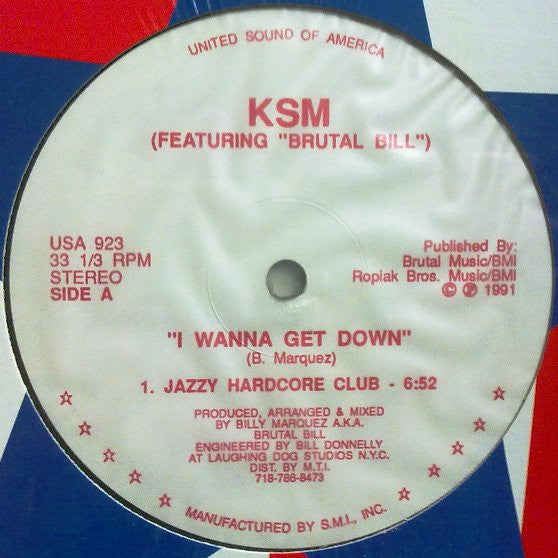 UNITED SOUND OF AMERICA
KSM
(FEATURING "BRUTAL BILL")
USA 923
33 1/3 RPM
STEREO
SIDE A
Published By:
Brutal Music/BMI
Ropiak Bros. Music/BMI
© ℗ 1991
"I WANNA GET DOWN"
(B. Marquez)
1. JAZZY HARDCORE CLUB - 6:52
PRODUCED, ARRANGED & MIXED
BY BILLY MARQUEZ A.K.A.
BRUTAL BILL
ENGINEERED BY BILL DONNELLY
AT LAUGHING DOG STUDIOS N.Y.C.
DIST. BY M.T.I.
718-786-8473
MANUFACTURED BY S.M.I., INC.